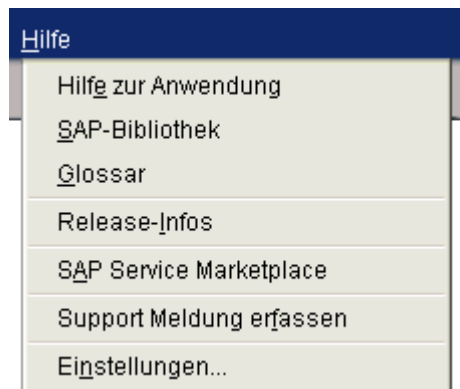 Hilfe
Hilfe zur Anwendung
SAP-Bibliothek
Glossar
Release-Infos
SAP Service Marketplace
Support Meldung erfassen
Einstellungen...